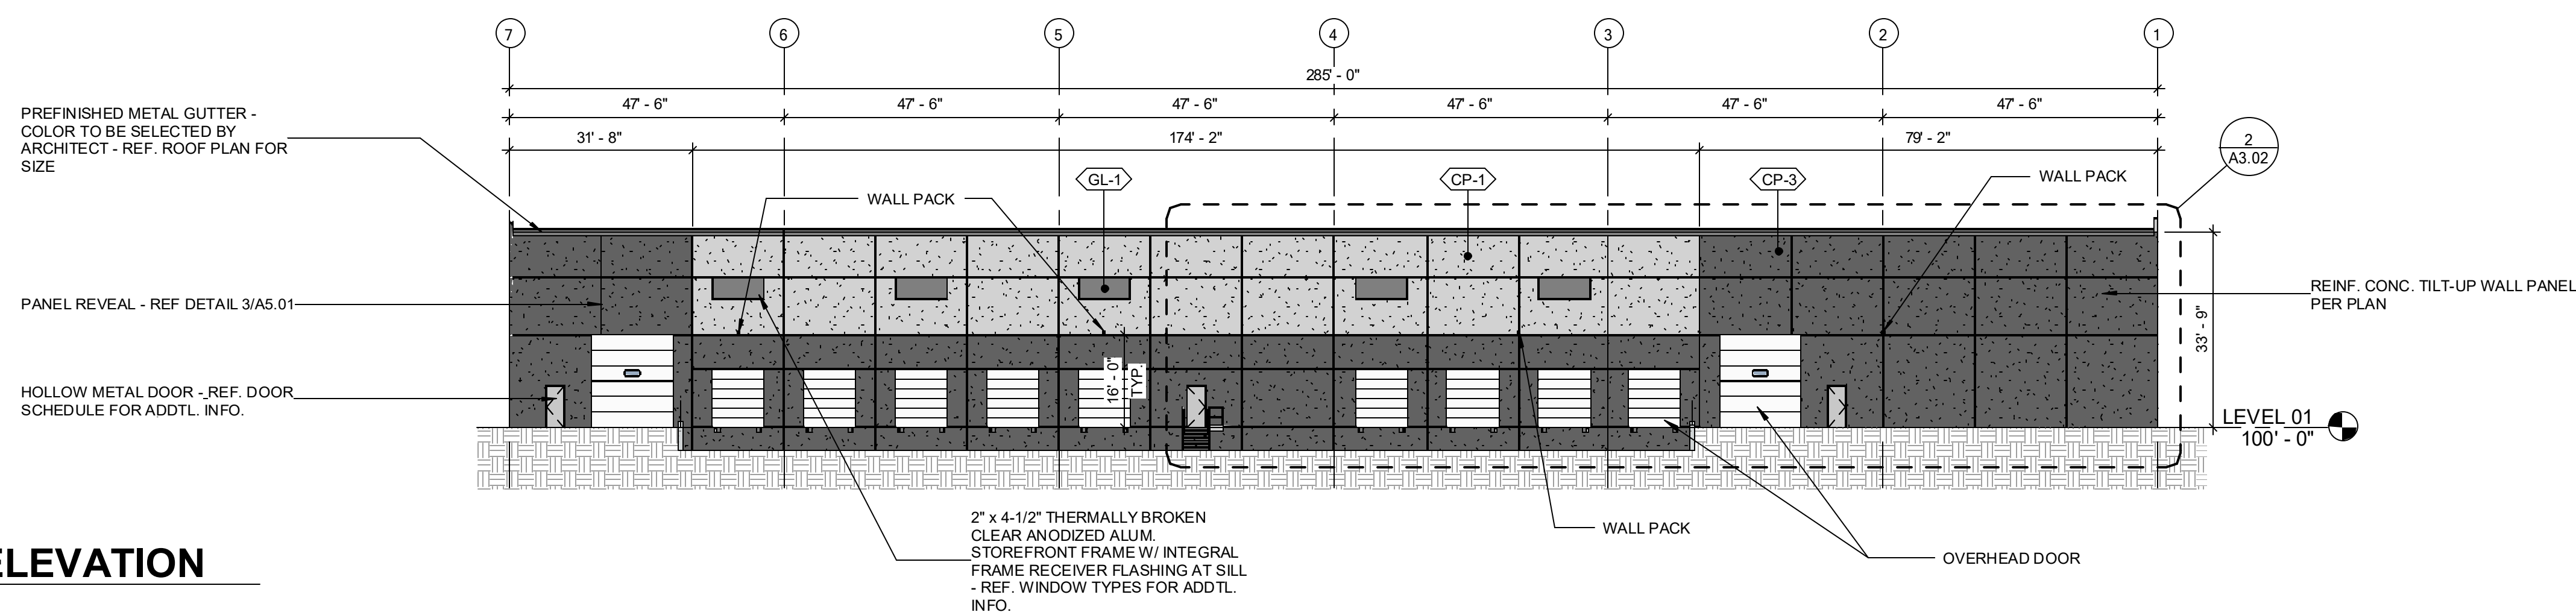 7 6 5 4 3 2 1
285' - 0"
47' - 6" 47' - 6" 47' - 6" 47' - 6" 47' - 6" 47' - 6"
31' - 8" 174' - 2" 79' - 2"
PREFINISHED METAL GUTTER -
COLOR TO BE SELECTED BY
ARCHITECT - REF. ROOF PLAN FOR
SIZE
2
A3.02
GL-1 CP-1 CP-3
WALL PACK
WALL PACK
PANEL REVEAL - REF DETAIL 3/A5.01
REINF. CONC. TILT-UP WALL PANEL
PER PLAN
33' - 9"
16' - 0"
TYP.
HOLLOW METAL DOOR - REF. DOOR
SCHEDULE FOR ADDTL. INFO.
LEVEL 01
100' - 0"
2" x 4-1/2" THERMALLY BROKEN
CLEAR ANODIZED ALUM.
STOREFRONT FRAME W/ INTEGRAL
FRAME RECEIVER FLASHING AT SILL
- REF. WINDOW TYPES FOR ADDTL.
INFO.
WALL PACK
OVERHEAD DOOR
ELEVATION